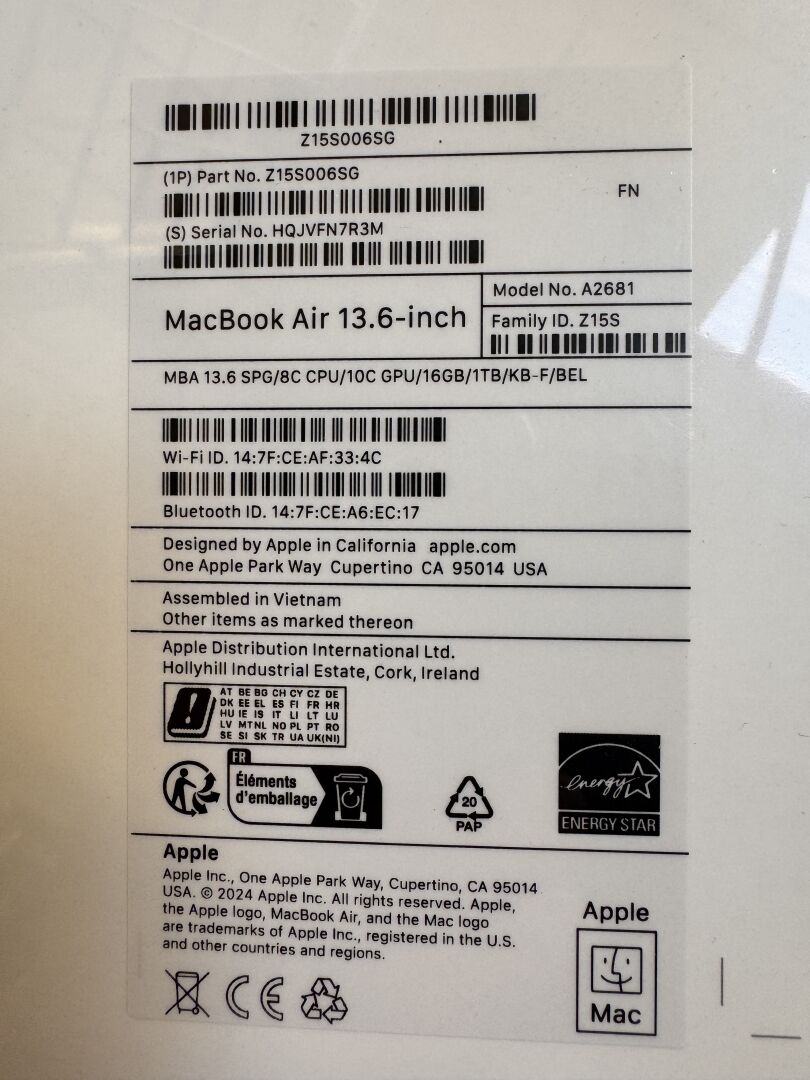 Z15S006SG
(1P) Part No. Z15S006SG
FN
(S) Serial No. HQJVFN7R3M
MacBook Air 13.6-inch
Model No. A2681
Family ID. Z15S
MBA 13.6 SPG/8C CPU/10C GPU/16GB/1TB/KB-F/BEL
Wi-Fi ID. 14:7F:CE:AF:33:4C
Bluetooth ID. 14:7F:CE:A6:EC:17
Designed by Apple in California apple.com
One Apple Park Way Cupertino CA 95014 USA
Assembled in Vietnam
Other items as marked thereon
Apple Distribution International Ltd.
Hollyhill Industrial Estate, Cork, Ireland
AT BE BG CH CY CZ DE
DK EE EL ES FI FR HR
HU IE IS IT LI LT LU
LV MT NL NO PL PT RO
SE SI SK TR UA UK(NI)
FR
Éléments
d'emballage
20
PAP
energy
ENERGY STAR
Apple
Apple Inc., One Apple Park Way, Cupertino, CA 95014
USA. © 2024 Apple Inc. All rights reserved. Apple,
the Apple logo, MacBook Air, and the Mac logo
are trademarks of Apple Inc., registered in the U.S.
and other countries and regions.
CE
Apple
Mac